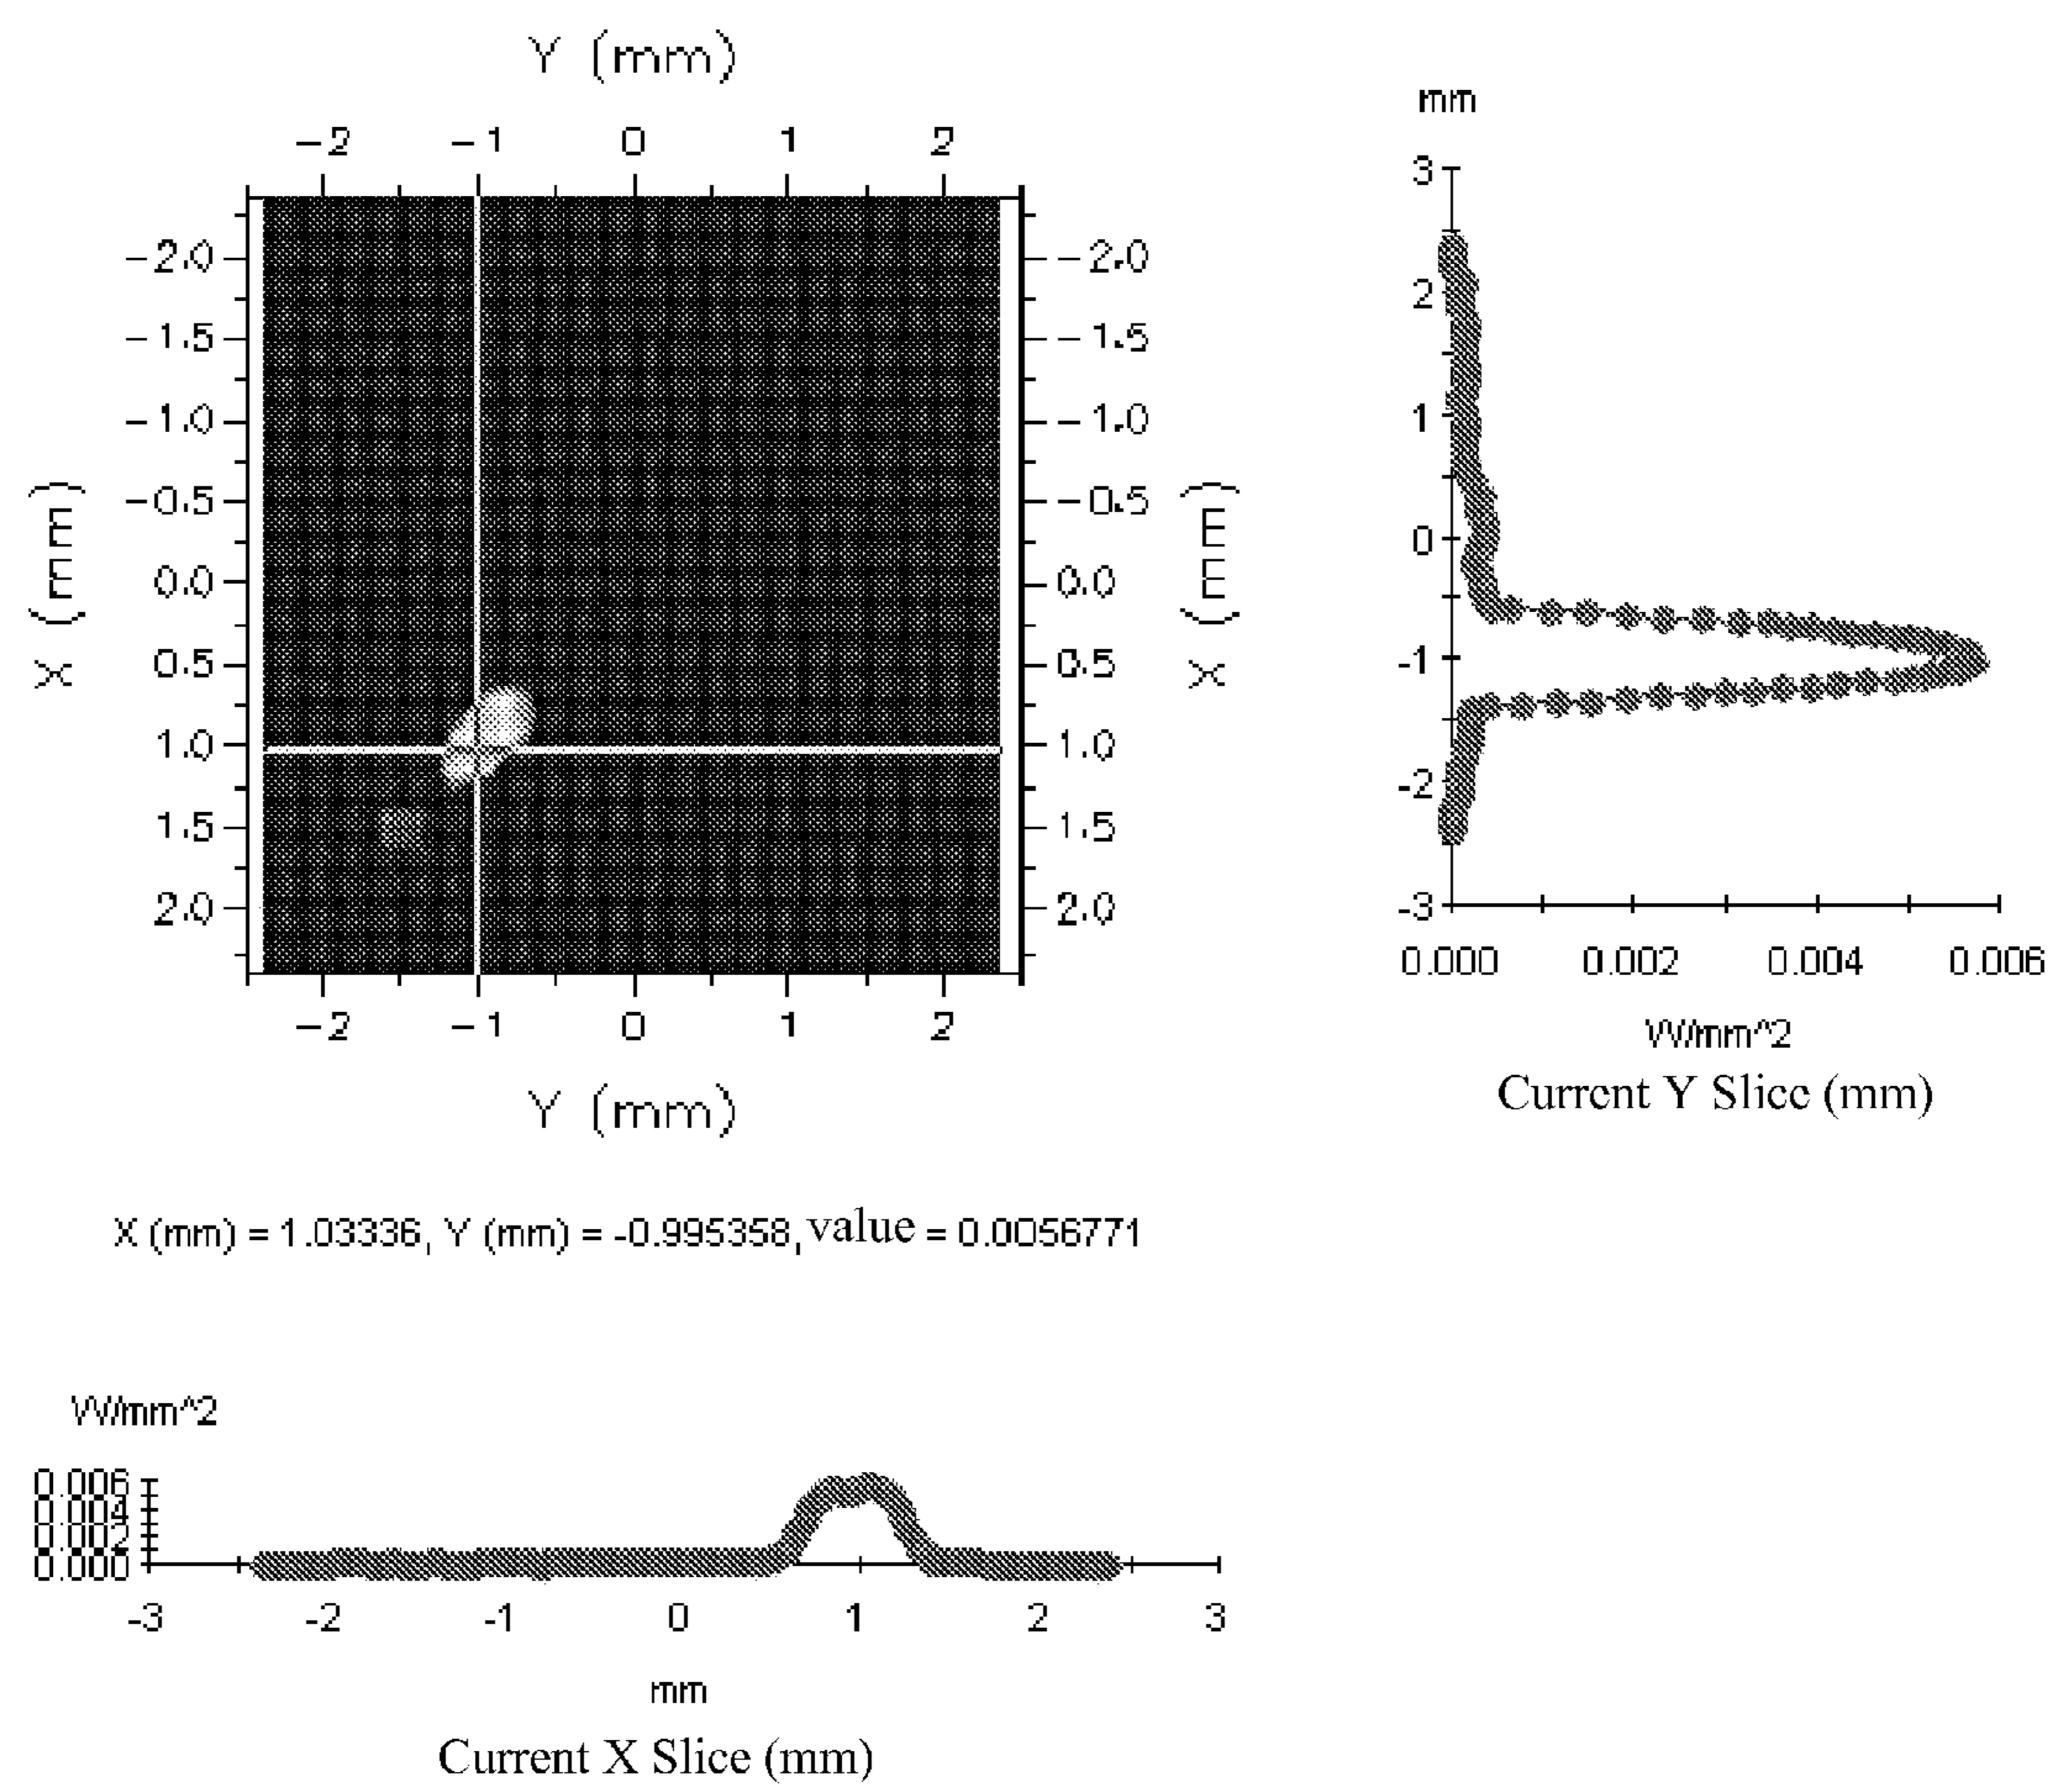 Y (mm)
-2 -1 0 1 2
X (mm)
-2.0 -2.0
-1.5 -1.5
-1.0 -1.0
-0.5 -0.5
0.0 0.0
0.5 0.5
1.0 1.0
1.5 1.5
2.0 2.0
X (mm)
-2 -1 0 1 2
Y (mm)
mm
3
2
1
0
-1
-2
-3
0.000 0.002 0.004 0.006
W/mm^2
Current Y Slice (mm)
X (mm) = 1.03336, Y (mm) = -0.995358, value = 0.0056771
W/mm^2
0.006
0.004
0.002
0.000
-3 -2 -1 0 1 2 3
mm
Current X Slice (mm)